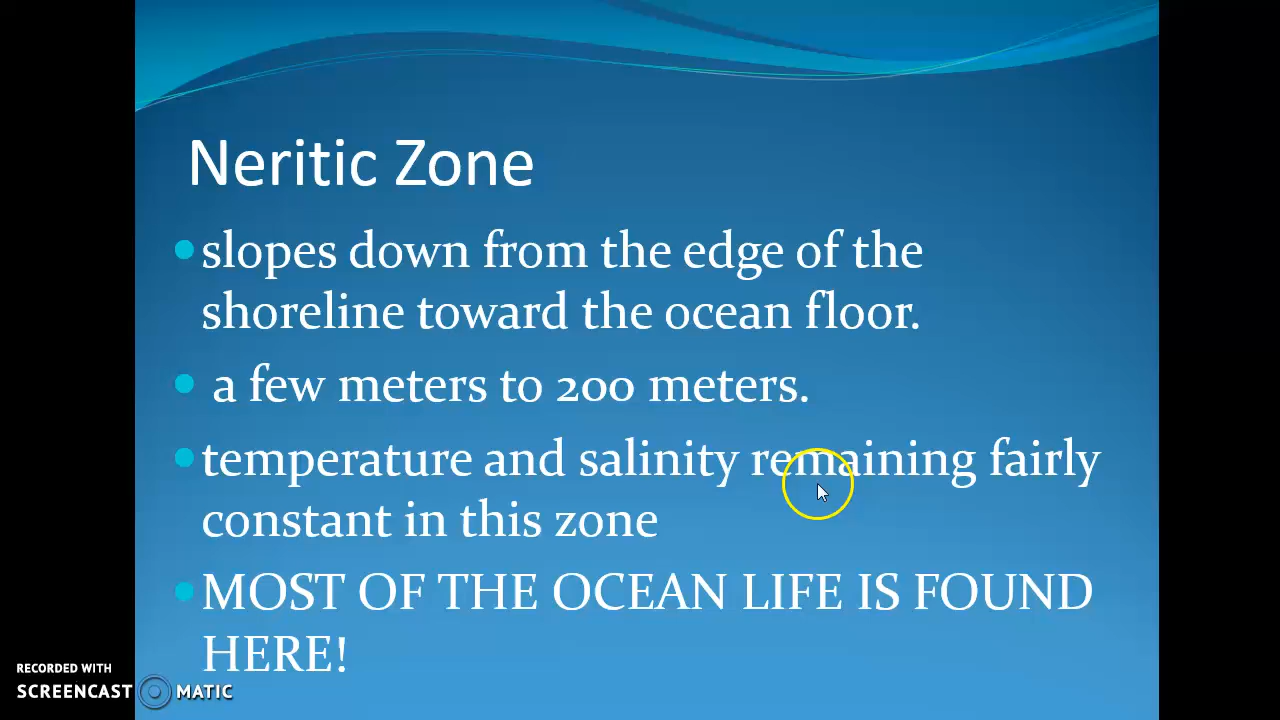 Neritic Zone
slopes down from the edge of the
shoreline toward the ocean floor.
a few meters to 200 meters.
temperature and salinity remaining fairly
constant in this zone
MOST OF THE OCEAN LIFE IS FOUND
HERE!
RECORDED WITH
SCREENCAST MATIC